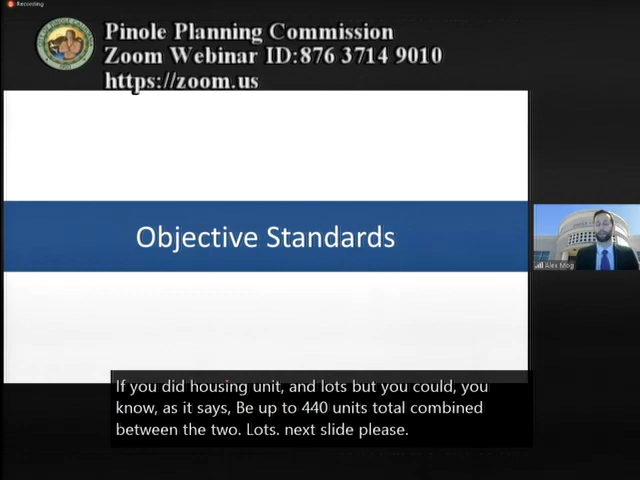 Recording
Pinole Planning Commission
Zoom Webinar ID:876 3714 9010
https://zoom.us
Objective Standards
Alex Mog
If you did housing unit, and lots but you could, you
know, as it says, Be up to 440 units total combined
between the two. Lots. next slide please.